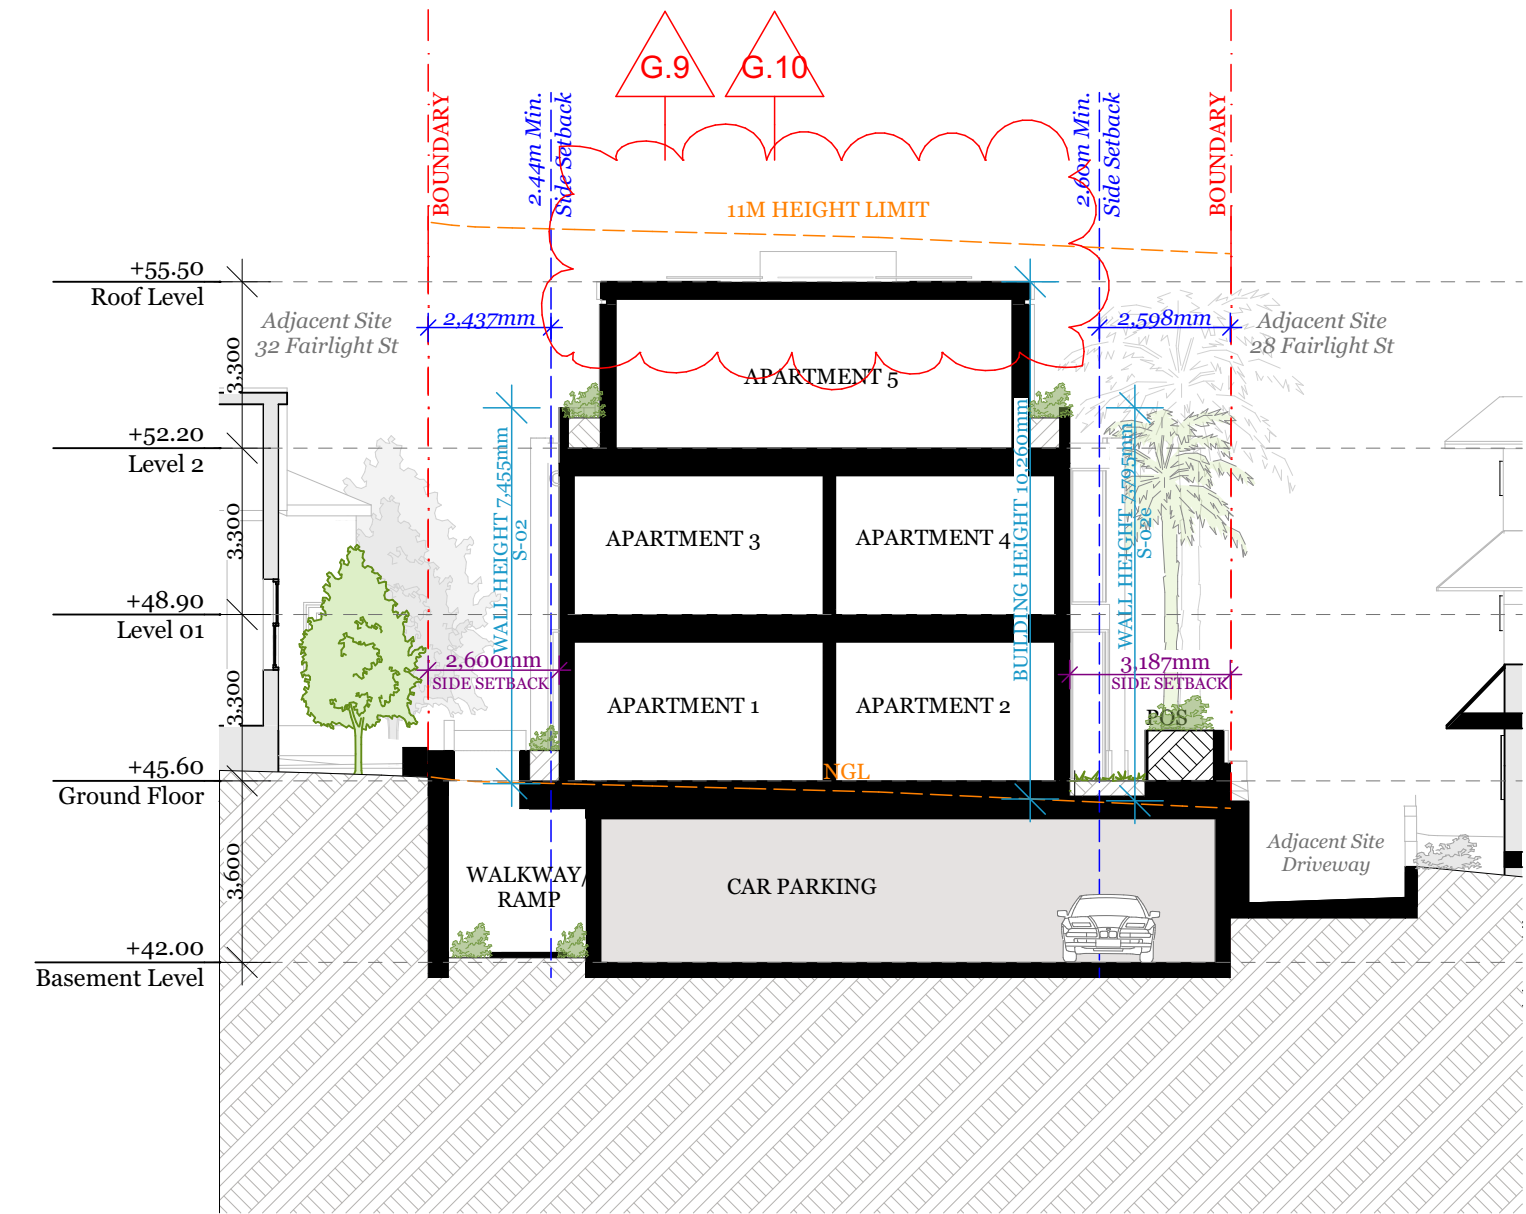 G.9
G.10
BOUNDARY
2.44m Min.
Side Setback
2.60m Min.
Side Setback
BOUNDARY
11M HEIGHT LIMIT
+55.50
Roof Level
2,437mm
2,598mm
Adjacent Site
32 Fairlight St
Adjacent Site
28 Fairlight St
3,300
APARTMENT 5
+52.20
Level 2
WALL HEIGHT 7,455mm
S-02
BUILDING HEIGHT 10,260mm
WALL HEIGHT 7,795mm
S-02e
3,300
APARTMENT 3
APARTMENT 4
+48.90
Level 01
2,600mm
SIDE SETBACK
3,187mm
SIDE SETBACK
3,300
APARTMENT 1
APARTMENT 2
POS
+45.60
Ground Floor
NGL
3,600
WALKWAY/
RAMP
CAR PARKING
Adjacent Site
Driveway
+42.00
Basement Level